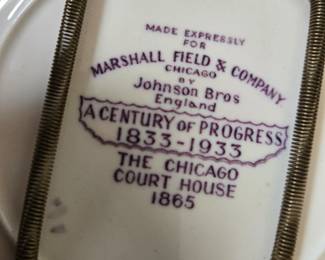 MADE EXPRESSLY
FOR
MARSHALL FIELD & COMPANY
CHICAGO
BY
Johnson Bros
England
A CENTURY OF PROGRESS
1833-1933
THE CHICAGO
COURT HOUSE
1865